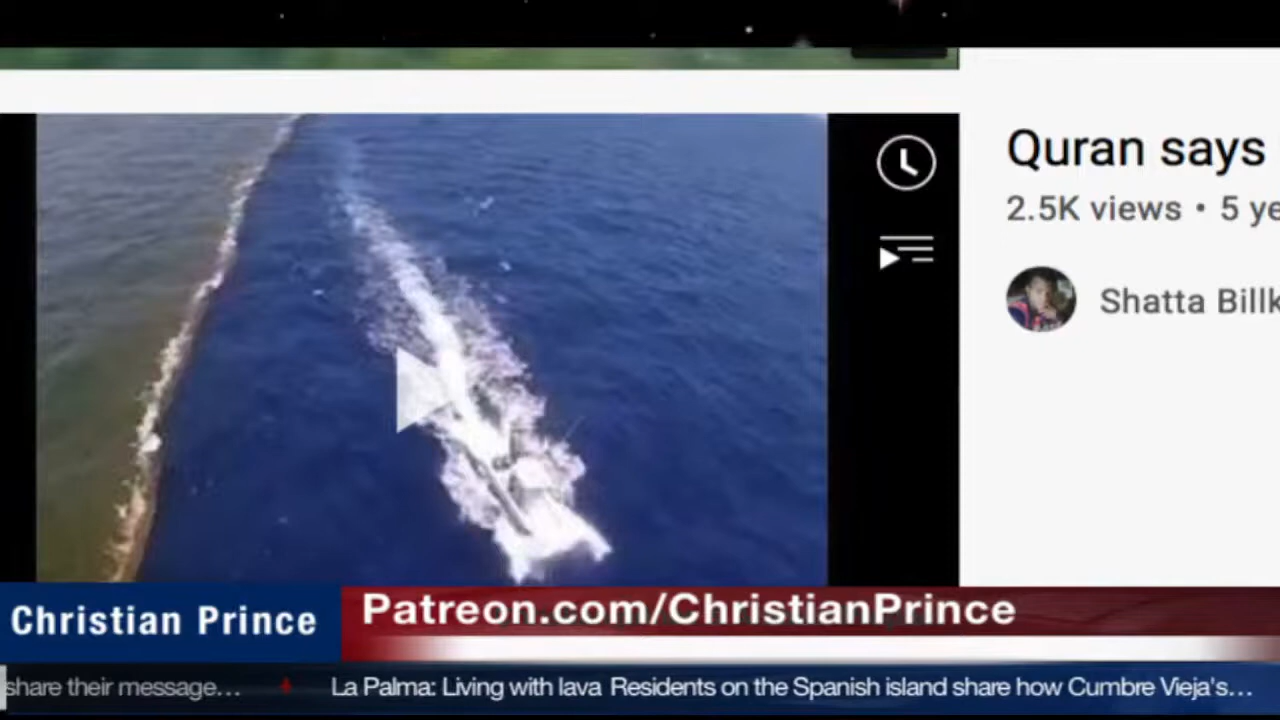 Quran says
2.5K views • 5 ye
Shatta Billk
Christian Prince
Patreon.com/ChristianPrince
share their message...
La Palma: Living with lava Residents on the Spanish island share how Cumbre Vieja's...